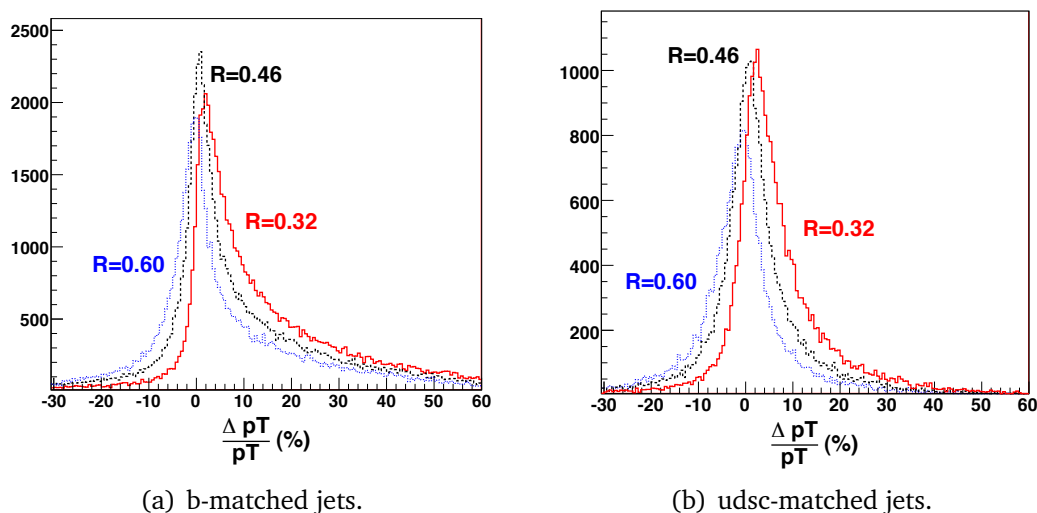 2500
2000
1500
1000
500
R=0.46
R=0.32
R=0.60
-30 -20 -10 0 10 20 30 40 50 60
Δ pT
pT
(%)
(a) b-matched jets.
1000
800
600
400
200
R=0.46
R=0.32
R=0.60
-30 -20 -10 0 10 20 30 40 50 60
Δ pT
pT
(%)
(b) udsc-matched jets.